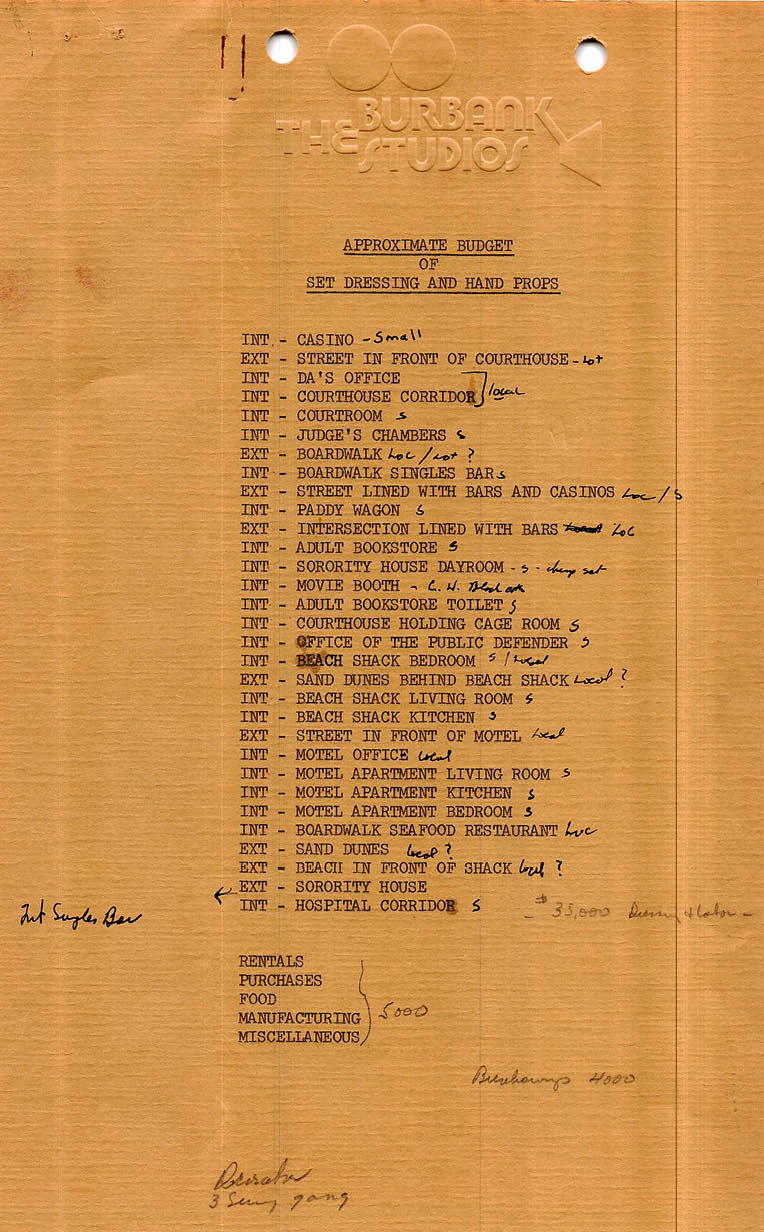 THE BURBANK STUDIOS
APPROXIMATE BUDGET
OF
SET DRESSING AND HAND PROPS
INT. - CASINO - Small
EXT - STREET IN FRONT OF COURTHOUSE - Lot
INT - DA'S OFFICE
INT - COURTHOUSE CORRIDOR local
INT - COURTROOM S
INT - JUDGE'S CHAMBERS S
EXT - BOARDWALK Loc / Lot ?
INT - BOARDWALK SINGLES BAR S
EXT - STREET LINED WITH BARS AND CASINOS Loc / S
INT - PADDY WAGON S
EXT - INTERSECTION LINED WITH BARS Loc
INT - ADULT BOOKSTORE S
INT - SORORITY HOUSE DAYROOM - S - cheap set
INT - MOVIE BOOTH -
INT - ADULT BOOKSTORE TOILET S
INT - COURTHOUSE HOLDING CAGE ROOM S
INT - OFFICE OF THE PUBLIC DEFENDER S
INT - BEACH SHACK BEDROOM S / Local
EXT - SAND DUNES BEHIND BEACH SHACK Local ?
INT - BEACH SHACK LIVING ROOM S
INT - BEACH SHACK KITCHEN S
EXT - STREET IN FRONT OF MOTEL Local
INT - MOTEL OFFICE Local
INT - MOTEL APARTMENT LIVING ROOM S
INT - MOTEL APARTMENT KITCHEN S
INT - MOTEL APARTMENT BEDROOM S
INT - BOARDWALK SEAFOOD RESTAURANT Loc
EXT - SAND DUNES local ?
EXT - BEACH IN FRONT OF SHACK local ?
EXT - SORORITY HOUSE
INT - HOSPITAL CORRIDOR S
Int Singles Bar
$35,000 Dressing & Labor -
RENTALS
PURCHASES
FOOD
MANUFACTURING 5000
MISCELLANEOUS
4000
Decorator
3 Swing gang